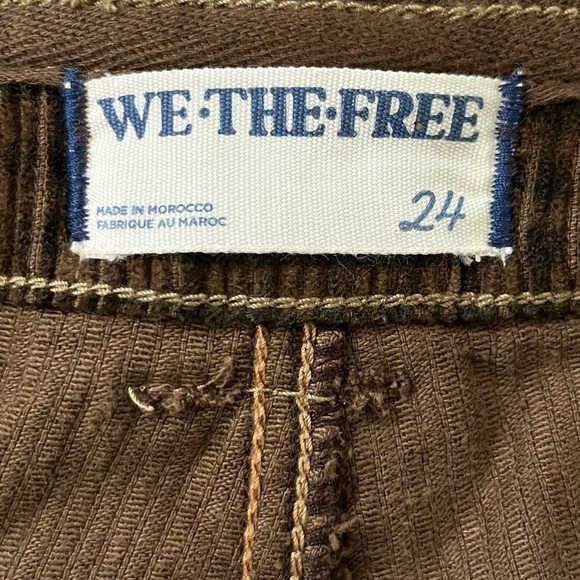 WE·THE·FREE
MADE IN MOROCCO
FABRIQUE AU MAROC
24